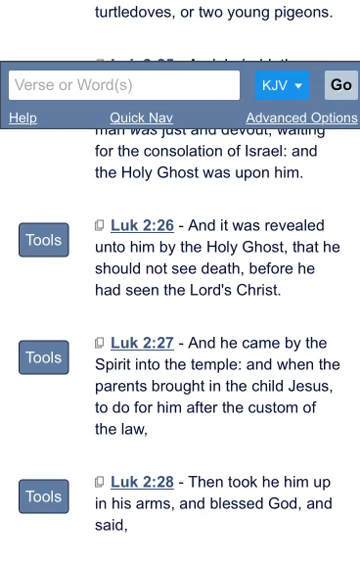 turtledoves, or two young pigeons.
Verse or Word(s)
KJV
Go
Help
Quick Nav
Advanced Options
man was just and devout, waiting
for the consolation of Israel: and
the Holy Ghost was upon him.
Tools
Luk 2:26 - And it was revealed
unto him by the Holy Ghost, that he
should not see death, before he
had seen the Lord's Christ.
Tools
Luk 2:27 - And he came by the
Spirit into the temple: and when the
parents brought in the child Jesus,
to do for him after the custom of
the law,
Tools
Luk 2:28 - Then took he him up
in his arms, and blessed God, and
said,